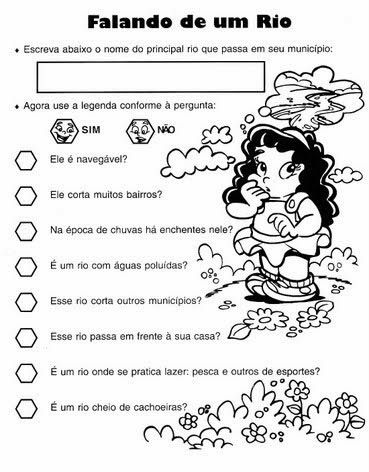 Falando de um Rio
Escreva abaixo o nome do principal rio que passa em seu município:
Agora use a legenda conforme à pergunta:
SIM NÃO
Ele é navegável?
Ele corta muitos bairros?
Na época de chuvas há enchentes nele?
É um rio com águas poluídas?
Esse rio corta outros municípios?
Esse rio passa em frente à sua casa?
É um rio onde se pratica lazer: pesca e outros de esportes?
É um rio cheio de cachoeiras?